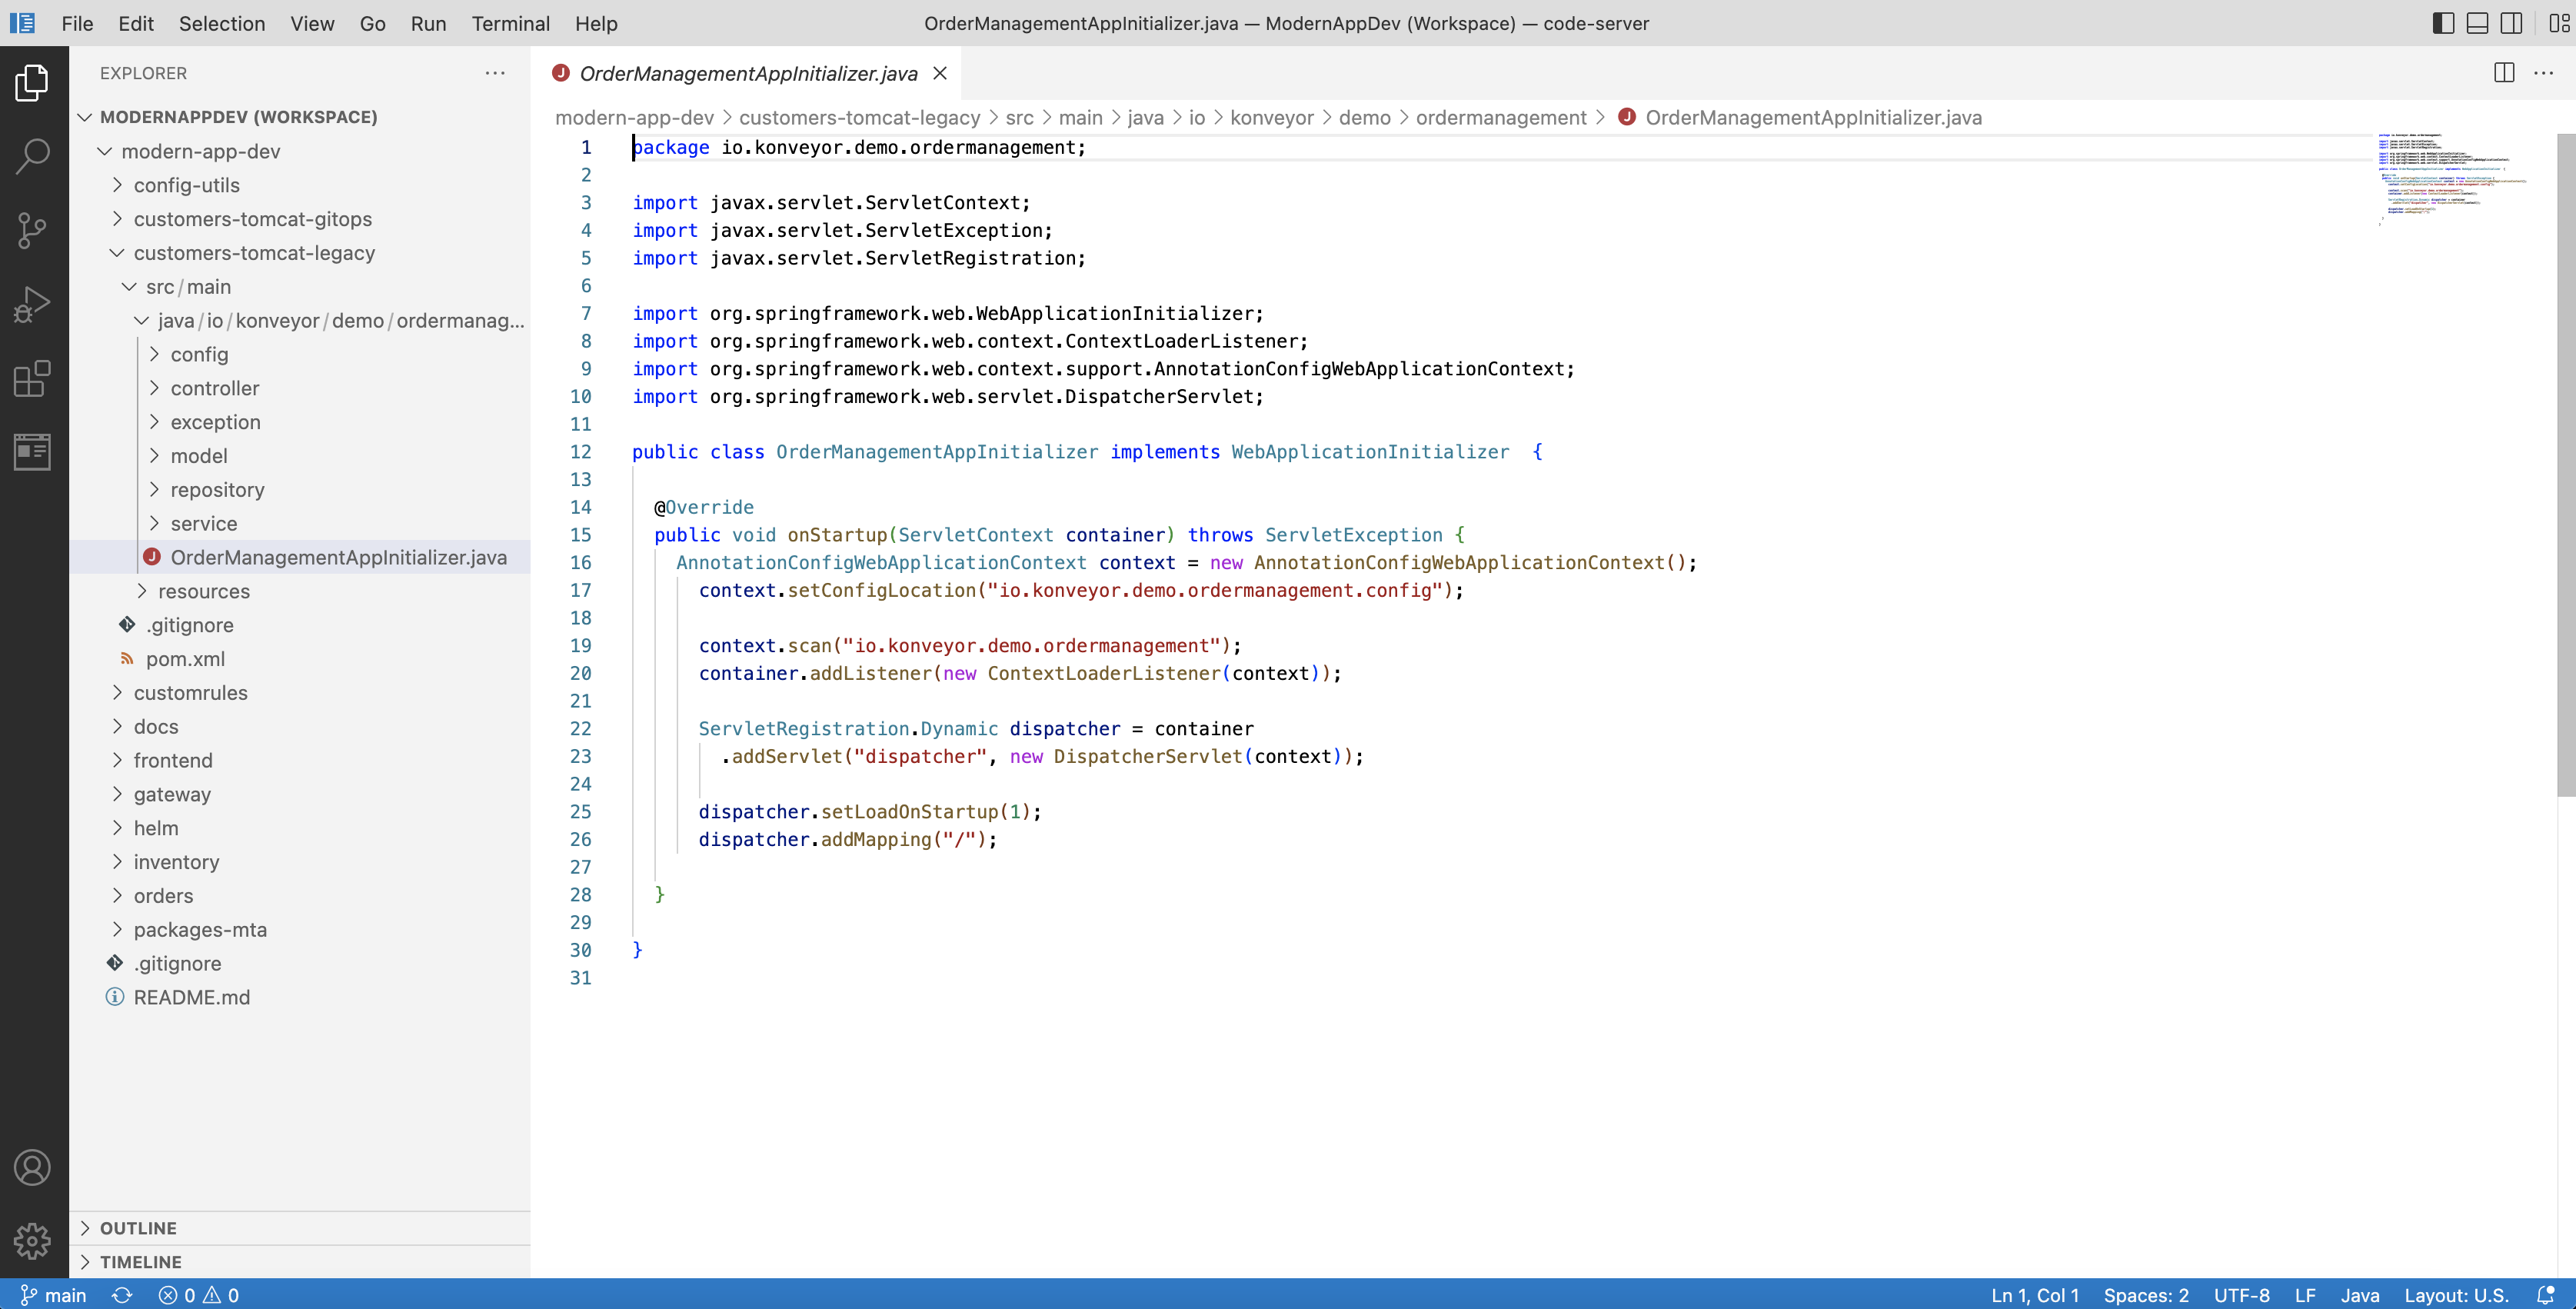 File Edit Selection View Go Run Terminal Help
OrderManagementAppInitializer.java — ModernAppDev (Workspace) — code-server
EXPLORER
MODERNAPPDEV (WORKSPACE)
modern-app-dev
config-utils
customers-tomcat-gitops
customers-tomcat-legacy
src/main
java/io/konveyor/demo/ordermanag...
config
controller
exception
model
repository
service
OrderManagementAppInitializer.java
resources
.gitignore
pom.xml
customrules
docs
frontend
gateway
helm
inventory
orders
packages-mta
.gitignore
README.md
OUTLINE
TIMELINE
OrderManagementAppInitializer.java
modern-app-dev > customers-tomcat-legacy > src > main > java > io > konveyor > demo > ordermanagement > OrderManagementAppInitializer.java
1 package io.konveyor.demo.ordermanagement;
2
3 import javax.servlet.ServletContext;
4 import javax.servlet.ServletException;
5 import javax.servlet.ServletRegistration;
6
7 import org.springframework.web.WebApplicationInitializer;
8 import org.springframework.web.context.ContextLoaderListener;
9 import org.springframework.web.context.support.AnnotationConfigWebApplicationContext;
10 import org.springframework.web.servlet.DispatcherServlet;
11
12 public class OrderManagementAppInitializer implements WebApplicationInitializer  {
13
14 @Override
15 public void onStartup(ServletContext container) throws ServletException {
16 AnnotationConfigWebApplicationContext context = new AnnotationConfigWebApplicationContext();
17 context.setConfigLocation("io.konveyor.demo.ordermanagement.config");
18
19 context.scan("io.konveyor.demo.ordermanagement");
20 container.addListener(new ContextLoaderListener(context));
21
22 ServletRegistration.Dynamic dispatcher = container
23 .addServlet("dispatcher", new DispatcherServlet(context));
24
25 dispatcher.setLoadOnStartup(1);
26 dispatcher.addMapping("/");
27
28 }
29
30 }
31
main 0 0
Ln 1, Col 1 Spaces: 2 UTF-8 LF Java Layout: U.S.